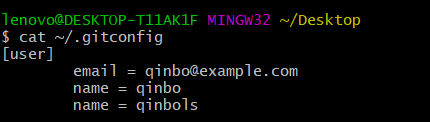 lenovo@DESKTOP-T11AK1F MINGW32 ~/Desktop
$ cat ~/.gitconfig
[user]
        email = qinbo@example.com
        name = qinbo
        name = qinbols